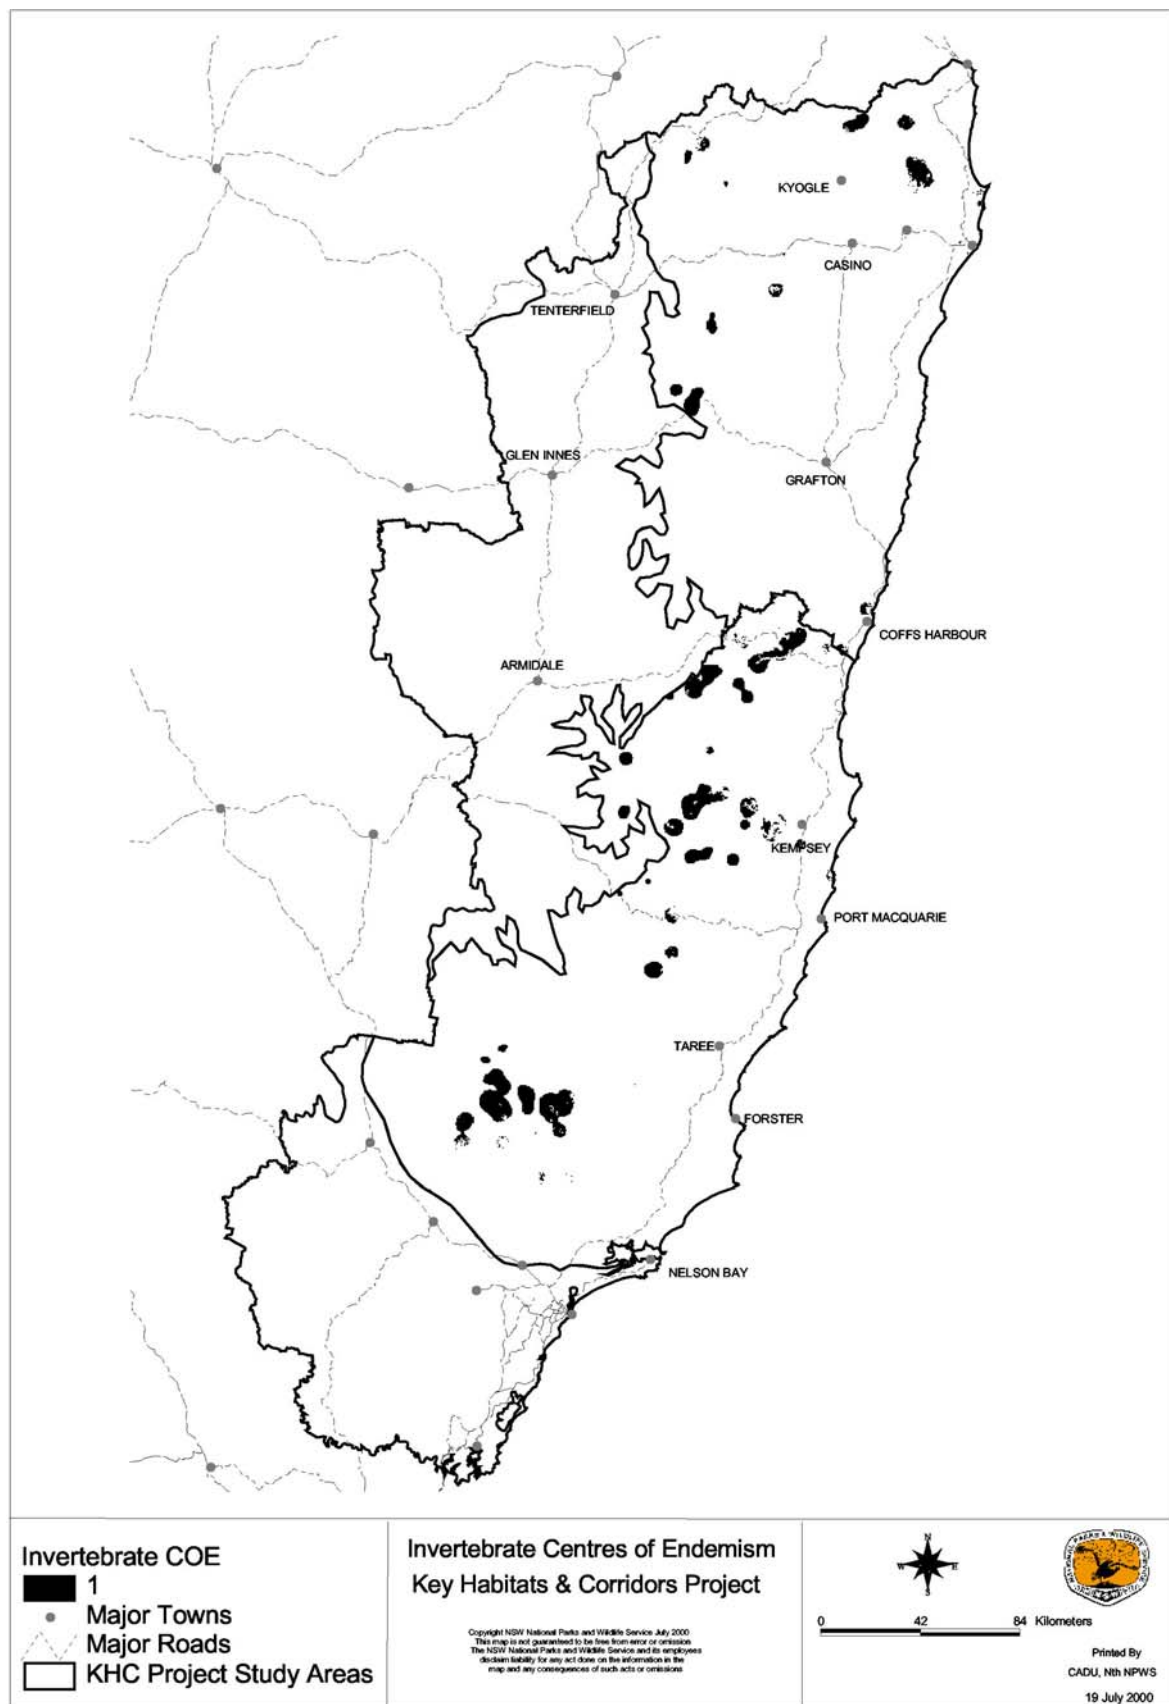 KYOGLE
CASINO
TENTERFIELD
GLEN INNES
GRAFTON
COFFS HARBOUR
ARMIDALE
KEMPSEY
PORT MACQUARIE
TAREE
FORSTER
NELSON BAY
Invertebrate COE
1
Major Towns
Major Roads
KHC Project Study Areas
Invertebrate Centres of Endemism
Key Habitats & Corridors Project
Copyright NSW National Parks and Wildlife Service July 2000
This map is not guaranteed to be free from error or omission
The NSW National Parks and Wildlife Service and its employees
disclaim liability for any act done on the information in the
map and any consequences of such acts or omissions
N
W E
S
0 42 84 Kilometers
Printed By
CADU, Nth NPWS
19 July 2000